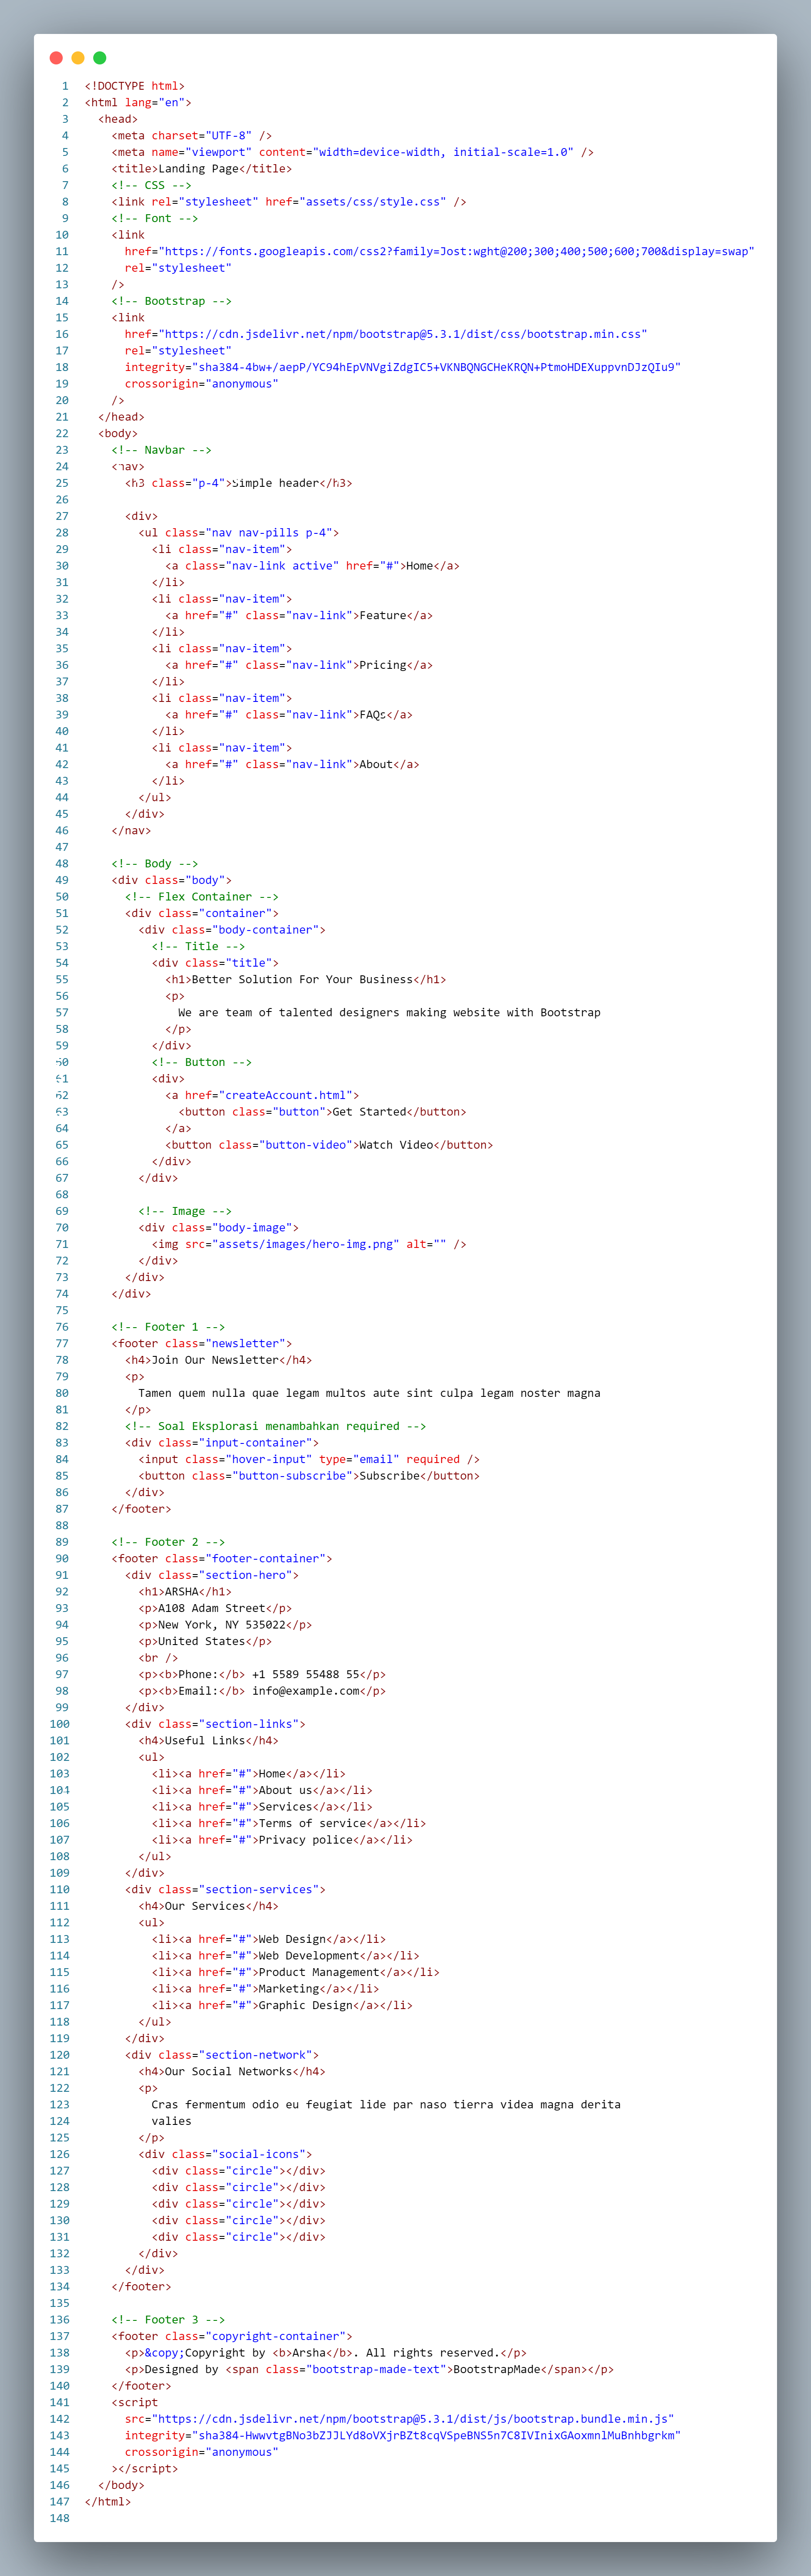 1 <!DOCTYPE html>
2 <html lang="en">
3   <head>
4     <meta charset="UTF-8" />
5     <meta name="viewport" content="width=device-width, initial-scale=1.0" />
6     <title>Landing Page</title>
7     <!-- CSS -->
8     <link rel="stylesheet" href="assets/css/style.css" />
9     <!-- Font -->
10     <link
11       href="https://fonts.googleapis.com/css2?family=Jost:wght@200;300;400;500;600;700&display=swap"
12       rel="stylesheet"
13     />
14     <!-- Bootstrap -->
15     <link
16       href="https://cdn.jsdelivr.net/npm/bootstrap@5.3.1/dist/css/bootstrap.min.css"
17       rel="stylesheet"
18       integrity="sha384-4bw+/aepP/YC94hEpVNVgiZdgIC5+VKNBQNGCHeKRQN+PtmoHDEXuppvnDJzQIu9"
19       crossorigin="anonymous"
20     />
21   </head>
22   <body>
23     <!-- Navbar -->
24     <nav>
25       <h3 class="p-4">Simple header</h3>
26
27       <div>
28         <ul class="nav nav-pills p-4">
29           <li class="nav-item">
30             <a class="nav-link active" href="#">Home</a>
31           </li>
32           <li class="nav-item">
33             <a href="#" class="nav-link">Feature</a>
34           </li>
35           <li class="nav-item">
36             <a href="#" class="nav-link">Pricing</a>
37           </li>
38           <li class="nav-item">
39             <a href="#" class="nav-link">FAQs</a>
40           </li>
41           <li class="nav-item">
42             <a href="#" class="nav-link">About</a>
43           </li>
44         </ul>
45       </div>
46     </nav>
47
48     <!-- Body -->
49     <div class="body">
50       <!-- Flex Container -->
51       <div class="container">
52         <div class="body-container">
53           <!-- Title -->
54           <div class="title">
55             <h1>Better Solution For Your Business</h1>
56             <p>
57               We are team of talented designers making website with Bootstrap
58             </p>
59           </div>
60           <!-- Button -->
61           <div>
62             <a href="createAccount.html">
63               <button class="button">Get Started</button>
64             </a>
65             <button class="button-video">Watch Video</button>
66           </div>
67         </div>
68
69         <!-- Image -->
70         <div class="body-image">
71           <img src="assets/images/hero-img.png" alt="" />
72         </div>
73       </div>
74     </div>
75
76     <!-- Footer 1 -->
77     <footer class="newsletter">
78       <h4>Join Our Newsletter</h4>
79       <p>
80         Tamen quem nulla quae legam multos aute sint culpa legam noster magna
81       </p>
82       <!-- Soal Eksplorasi menambahkan required -->
83       <div class="input-container">
84         <input class="hover-input" type="email" required />
85         <button class="button-subscribe">Subscribe</button>
86       </div>
87     </footer>
88
89     <!-- Footer 2 -->
90     <footer class="footer-container">
91       <div class="section-hero">
92         <h1>ARSHA</h1>
93         <p>A108 Adam Street</p>
94         <p>New York, NY 535022</p>
95         <p>United States</p>
96         <br />
97         <p><b>Phone:</b> +1 5589 55488 55</p>
98         <p><b>Email:</b> info@example.com</p>
99       </div>
100       <div class="section-links">
101         <h4>Useful Links</h4>
102         <ul>
103           <li><a href="#">Home</a></li>
104           <li><a href="#">About us</a></li>
105           <li><a href="#">Services</a></li>
106           <li><a href="#">Terms of service</a></li>
107           <li><a href="#">Privacy police</a></li>
108         </ul>
109       </div>
110       <div class="section-services">
111         <h4>Our Services</h4>
112         <ul>
113           <li><a href="#">Web Design</a></li>
114           <li><a href="#">Web Development</a></li>
115           <li><a href="#">Product Management</a></li>
116           <li><a href="#">Marketing</a></li>
117           <li><a href="#">Graphic Design</a></li>
118         </ul>
119       </div>
120       <div class="section-network">
121         <h4>Our Social Networks</h4>
122         <p>
123           Cras fermentum odio eu feugiat lide par naso tierra videa magna derita
124           valies
125         </p>
126         <div class="social-icons">
127           <div class="circle"></div>
128           <div class="circle"></div>
129           <div class="circle"></div>
130           <div class="circle"></div>
131           <div class="circle"></div>
132         </div>
133       </div>
134     </footer>
135
136     <!-- Footer 3 -->
137     <footer class="copyright-container">
138       <p>&copy;Copyright by <b>Arsha</b>. All rights reserved.</p>
139       <p>Designed by <span class="bootstrap-made-text">BootstrapMade</span></p>
140     </footer>
141     <script
142       src="https://cdn.jsdelivr.net/npm/bootstrap@5.3.1/dist/js/bootstrap.bundle.min.js"
143       integrity="sha384-HwwvtgBNo3bZJJLYd8oVXjrBZt8cqVSpeBNS5n7C8IVInixGAoxmnlMuBnhbgrkm"
144       crossorigin="anonymous"
145     ></script>
146   </body>
147 </html>
148